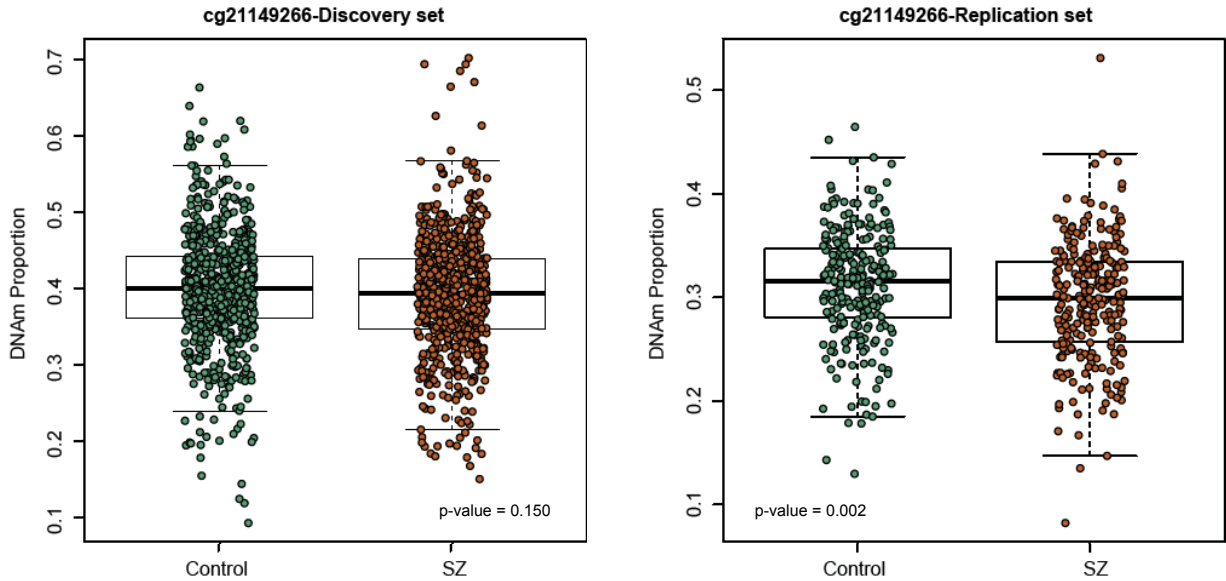 cg21149266-Discovery set
DNAm Proportion
0.7
0.6
0.5
0.4
0.3
0.2
0.1
p-value = 0.150
Control
SZ
cg21149266-Replication set
DNAm Proportion
0.5
0.4
0.3
0.2
0.1
p-value = 0.002
Control
SZ